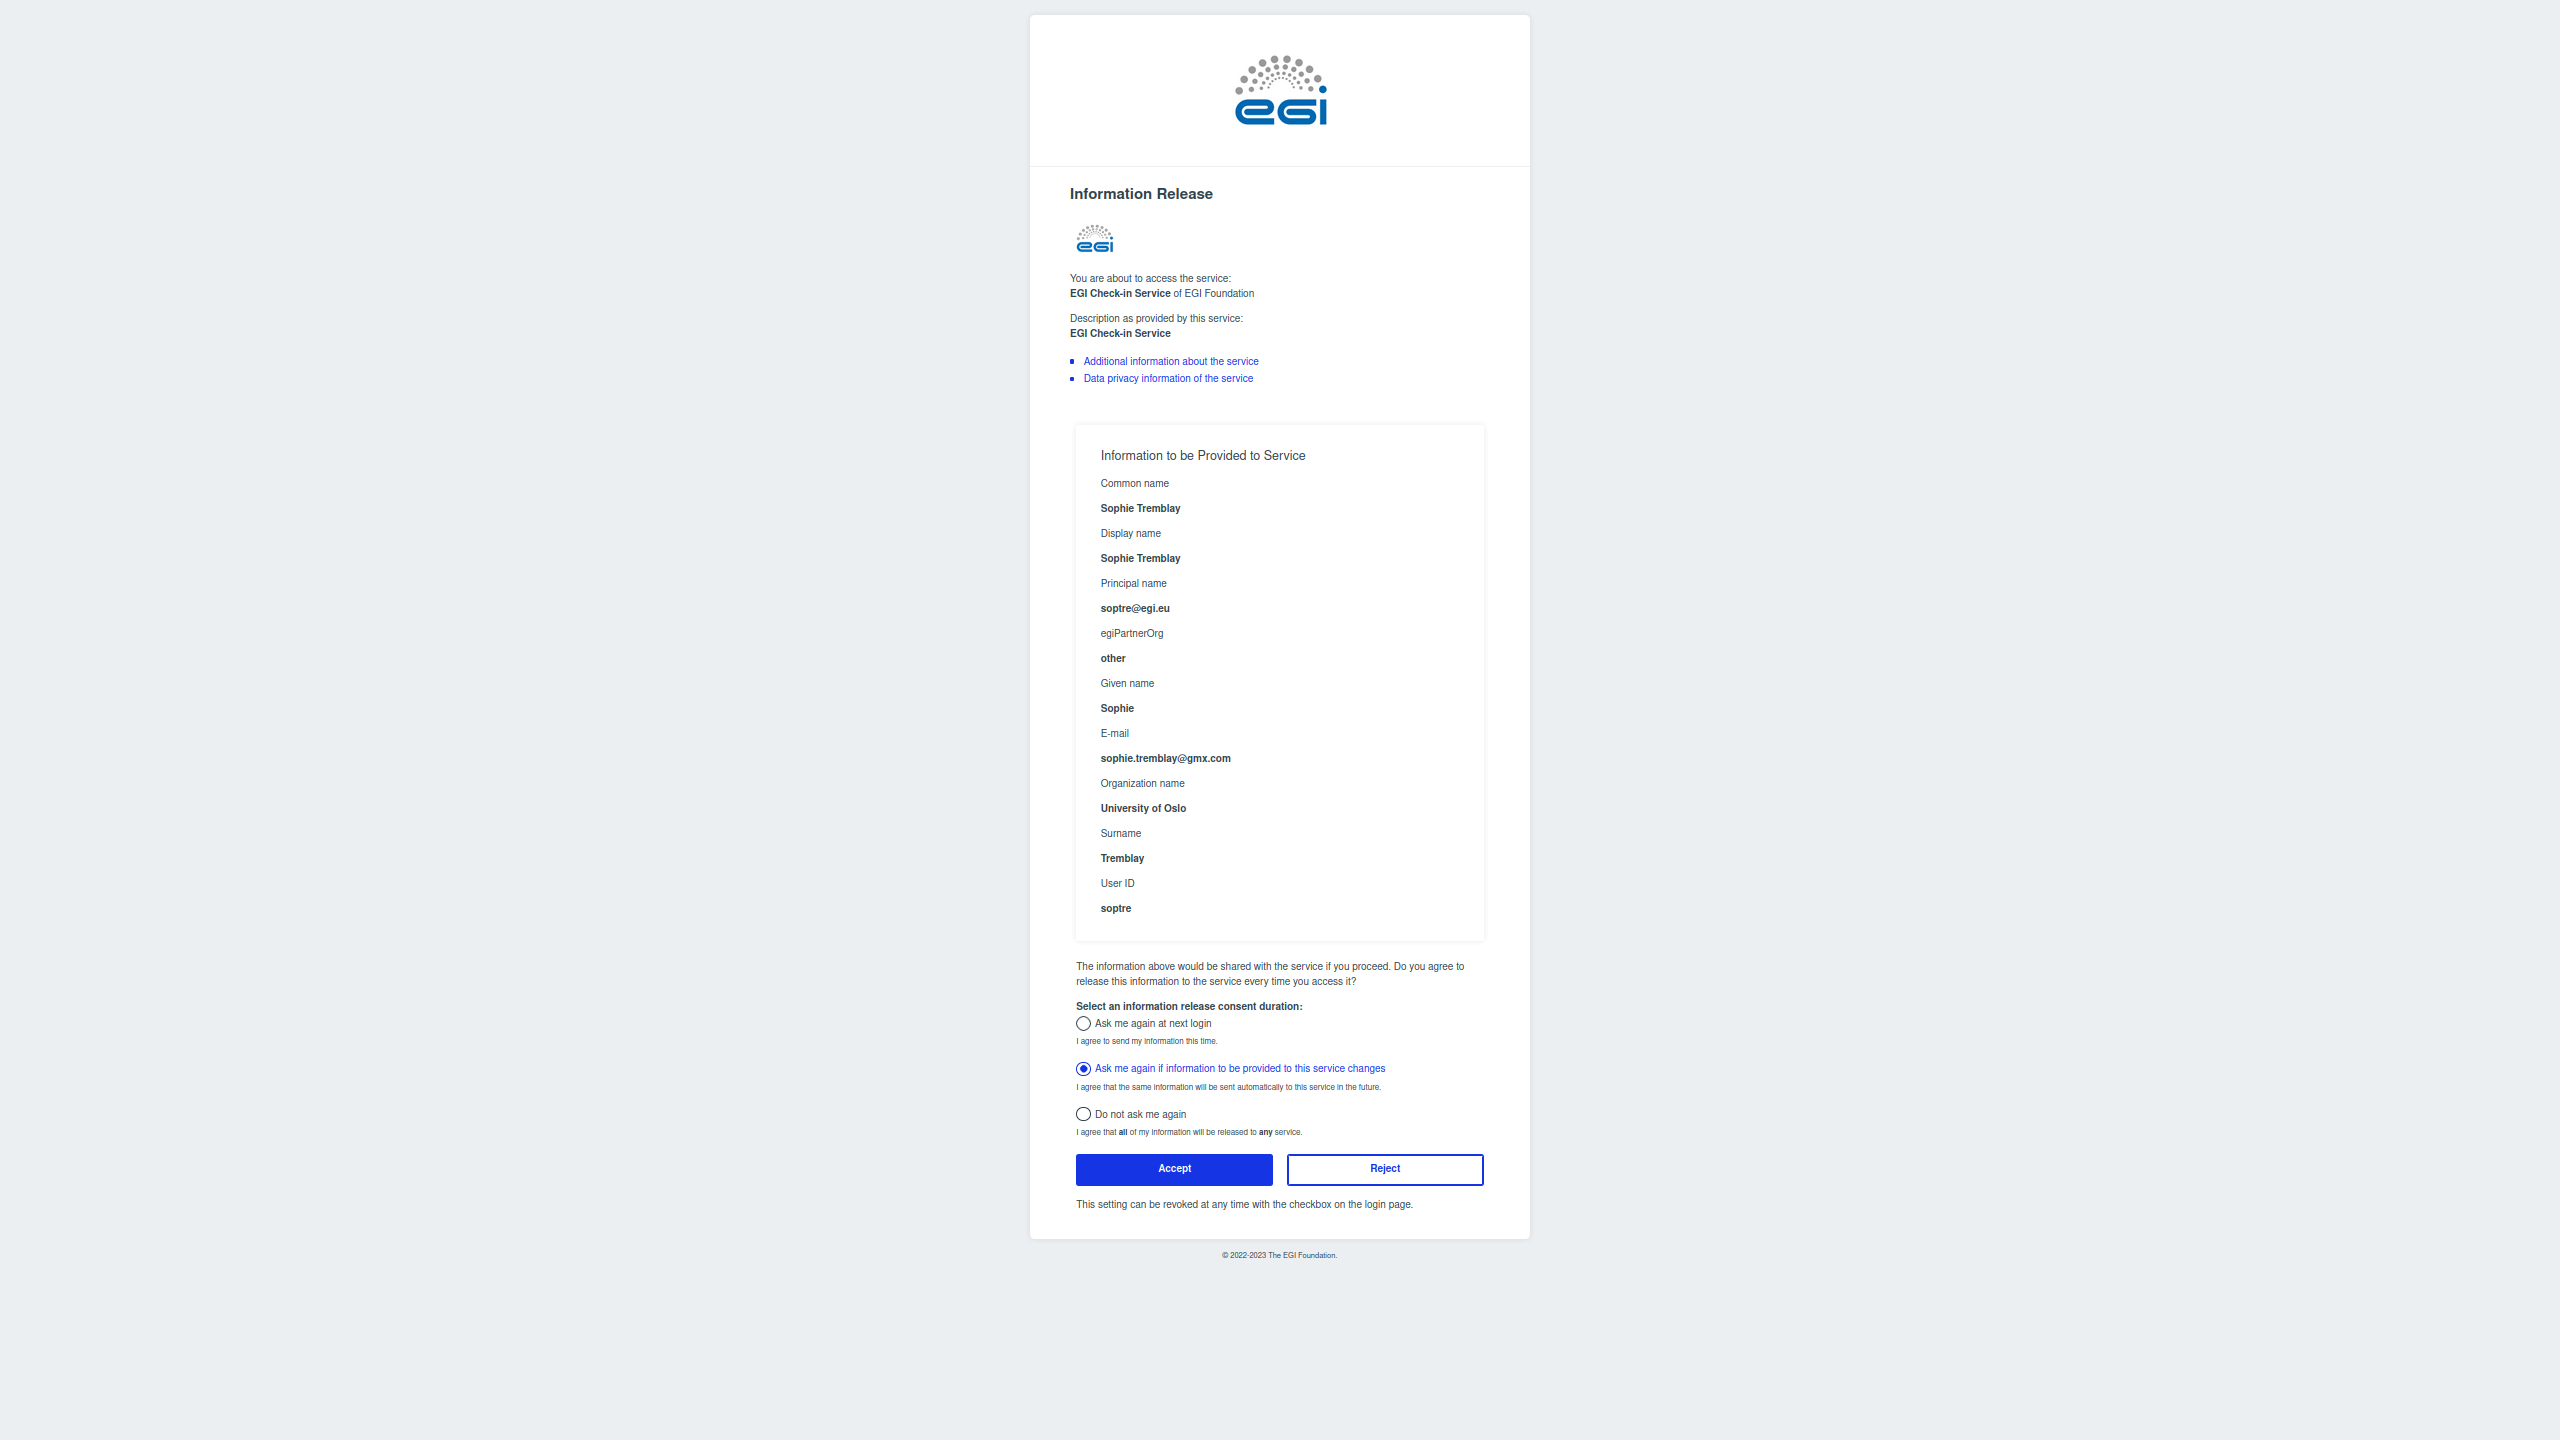 egi
Information Release
egi
You are about to access the service:
EGI Check-in Service of EGI Foundation
Description as provided by this service:
EGI Check-in Service
Additional information about the service
Data privacy information of the service
Information to be Provided to Service
Common name
Sophie Tremblay
Display name
Sophie Tremblay
Principal name
soptre@egi.eu
egiPartnerOrg
other
Given name
Sophie
E-mail
sophie.tremblay@gmx.com
Organization name
University of Oslo
Surname
Tremblay
User ID
soptre
The information above would be shared with the service if you proceed. Do you agree to
release this information to the service every time you access it?
Select an information release consent duration:
Ask me again at next login
I agree to send my information this time.
Ask me again if information to be provided to this service changes
I agree that the same information will be sent automatically to this service in the future.
Do not ask me again
I agree that all of my information will be released to any service.
Accept Reject
This setting can be revoked at any time with the checkbox on the login page.
© 2022-2023 The EGI Foundation.